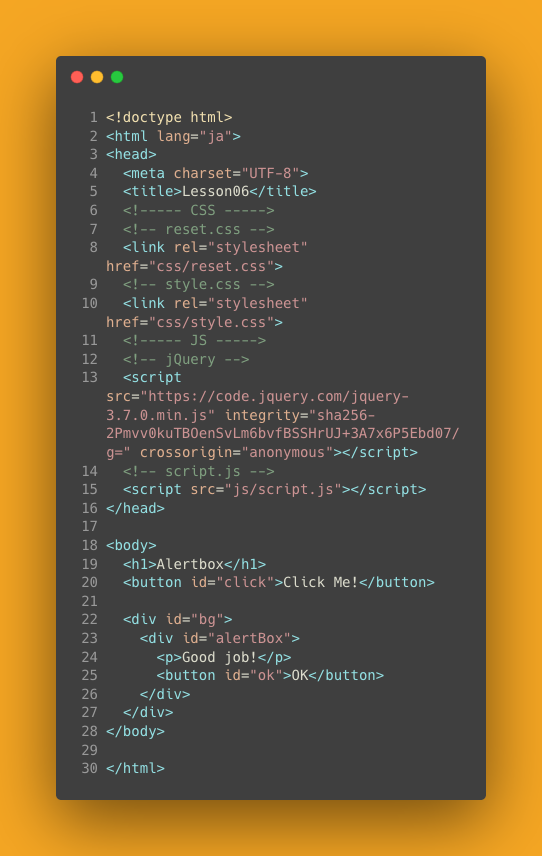 1 <!doctype html>
2 <html lang="ja">
3 <head>
4 <meta charset="UTF-8">
5 <title>Lesson06</title>
6 <!----- CSS ----->
7 <!-- reset.css -->
8 <link rel="stylesheet"
href="css/reset.css">
9 <!-- style.css -->
10 <link rel="stylesheet"
href="css/style.css">
11 <!----- JS ----->
12 <!-- jQuery -->
13 <script
src="https://code.jquery.com/jquery-
3.7.0.min.js" integrity="sha256-
2Pmvv0kuTBOenSvLm6bvfBSSHrUJ+3A7x6P5Ebd07/
g=" crossorigin="anonymous"></script>
14 <!-- script.js -->
15 <script src="js/script.js"></script>
16 </head>
17
18 <body>
19 <h1>Alertbox</h1>
20 <button id="click">Click Me!</button>
21
22 <div id="bg">
23 <div id="alertBox">
24 <p>Good job!</p>
25 <button id="ok">OK</button>
26 </div>
27 </div>
28 </body>
29
30 </html>